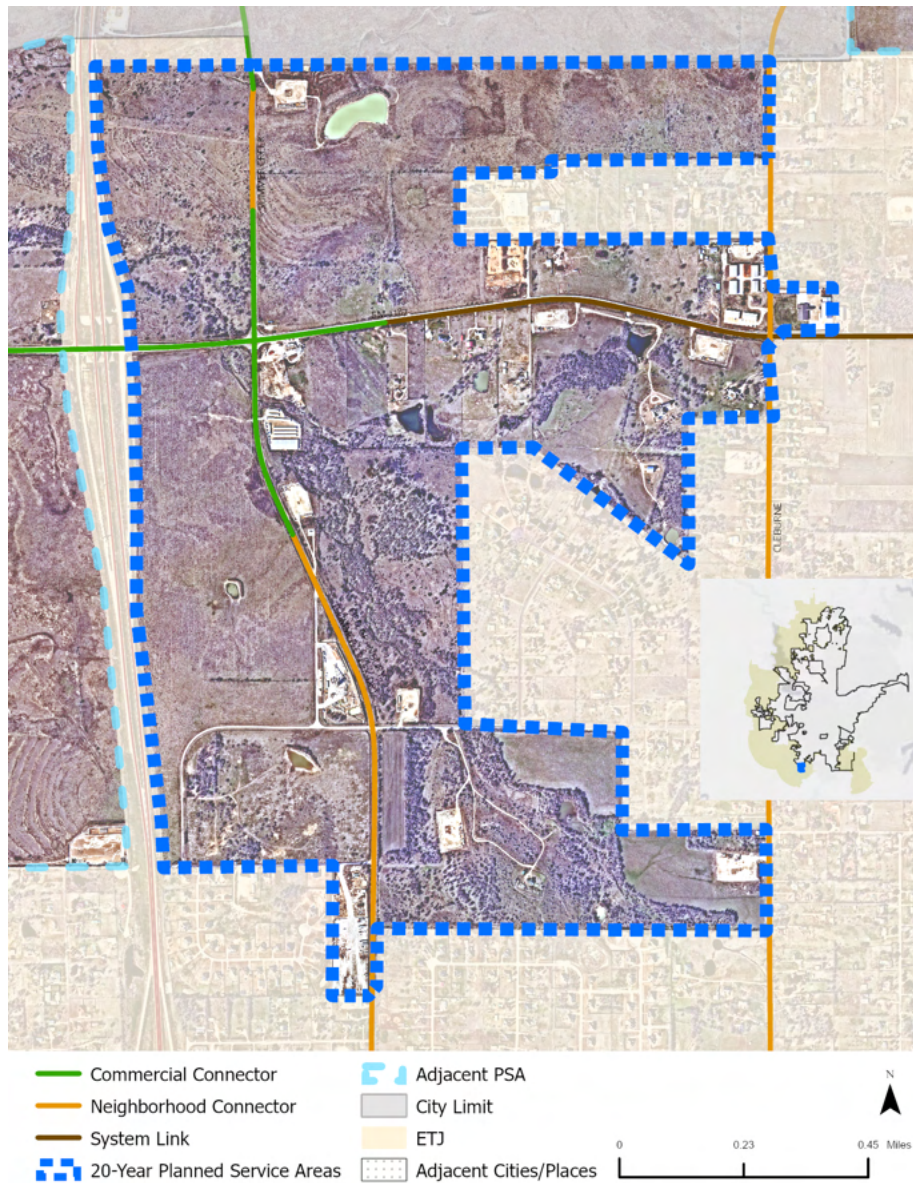 CLEBURNE
Commercial Connector
Neighborhood Connector
System Link
20-Year Planned Service Areas
Adjacent PSA
City Limit
ETJ
Adjacent Cities/Places
N
0 0.23 0.45 Miles